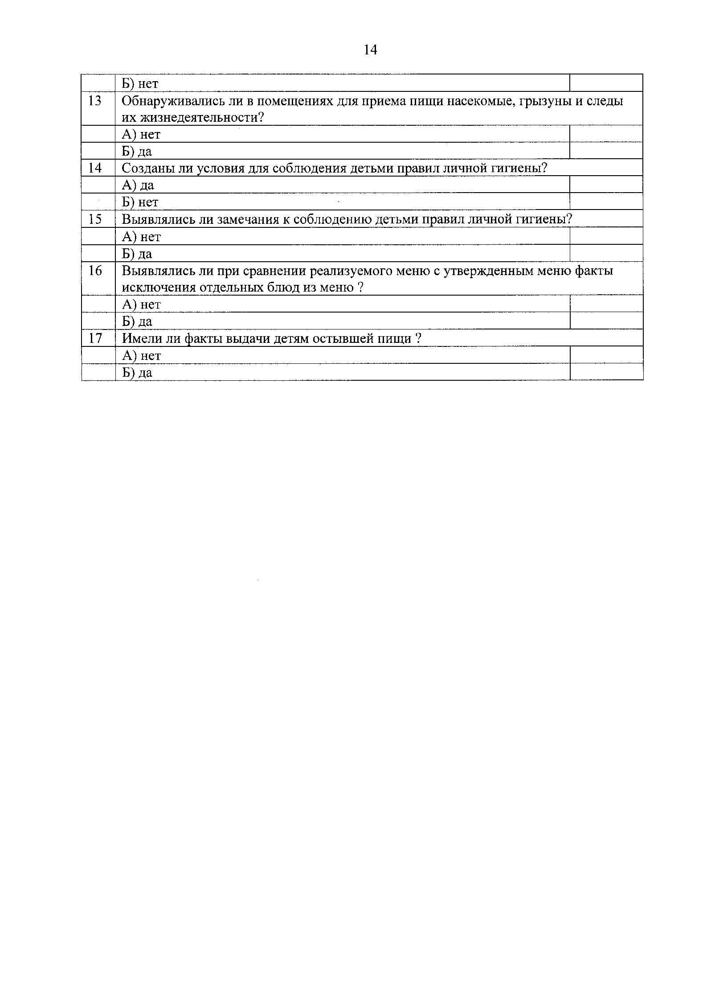 14
Б) нет
13 Обнаруживались ли в помещениях для приема пищи насекомые, грызуны и следы
их жизнедеятельности?
А) нет
Б) да
14 Созданы ли условия для соблюдения детьми правил личной гигиены?
А) да
Б) нет
15 Выявлялись ли замечания к соблюдению детьми правил личной гигиены?
А) нет
Б) да
16 Выявлялись ли при сравнении реализуемого меню с утвержденным меню факты
исключения отдельных блюд из меню ?
А) нет
Б) да
17 Имели ли факты выдачи детям остывшей пищи ?
А) нет
Б) да